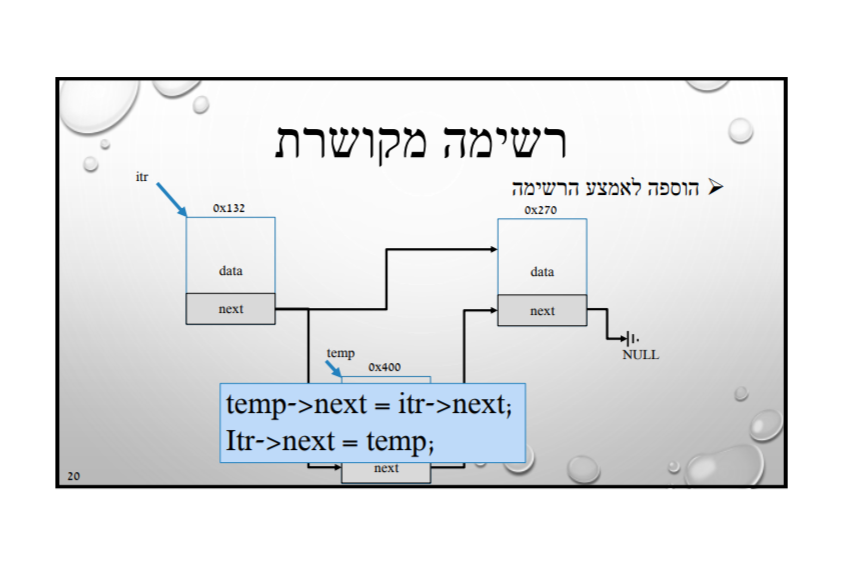 רשימה מקושרת
➢ הוספה לאמצע הרשימה
itr
0x132
0x270
data
data
next
next
NULL
temp
0x400
temp->next = itr->next;
Itr->next = temp;
next
20